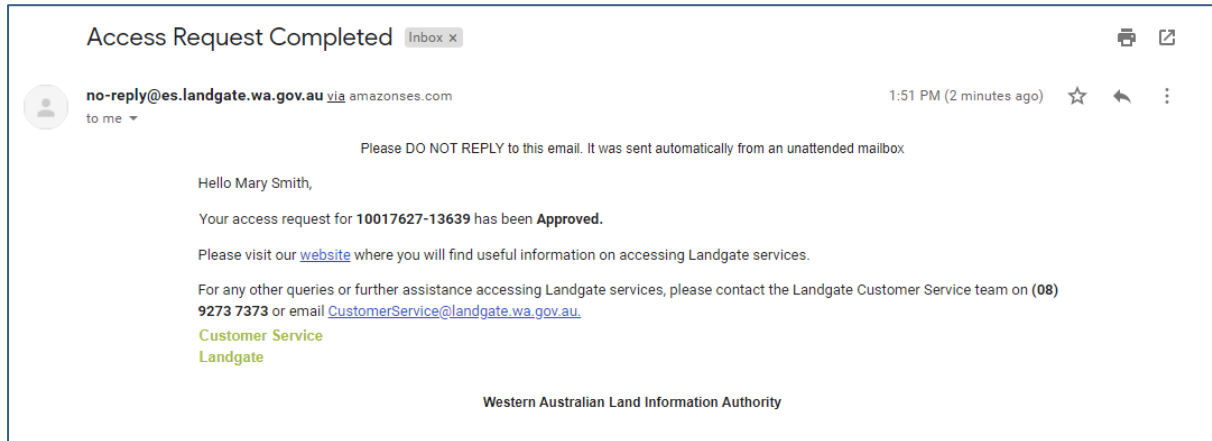 Access Request Completed Inbox x
no-reply@es.landgate.wa.gov.au via amazonses.com 1:51 PM (2 minutes ago)
to me
Please DO NOT REPLY to this email. It was sent automatically from an unattended mailbox
Hello Mary Smith,
Your access request for 10017627-13639 has been Approved.
Please visit our website where you will find useful information on accessing Landgate services.
For any other queries or further assistance accessing Landgate services, please contact the Landgate Customer Service team on (08)
9273 7373 or email CustomerService@landgate.wa.gov.au.
Customer Service
Landgate
Western Australian Land Information Authority